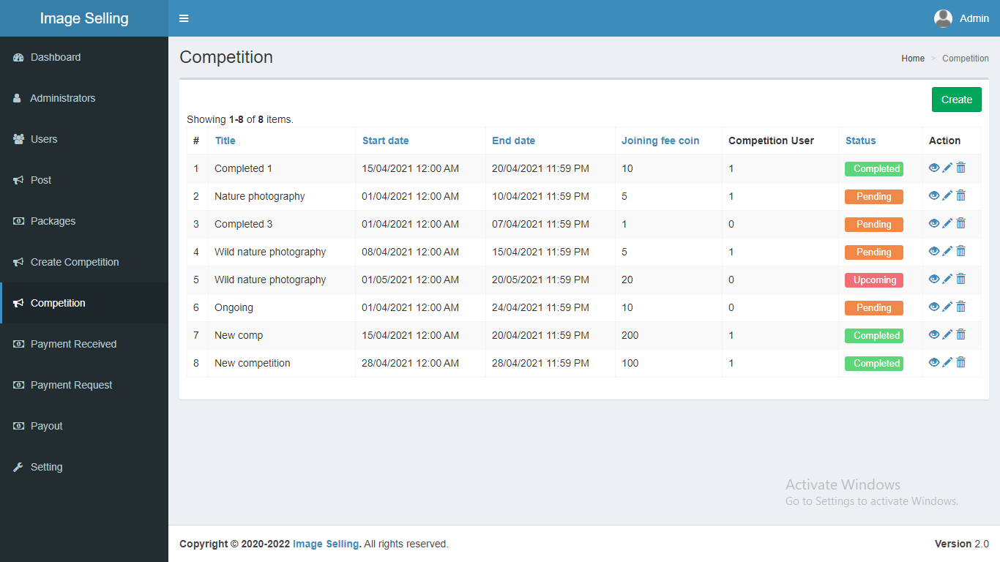 Image Selling
Admin
Dashboard
Administrators
Users
Post
Packages
Create Competition
Competition
Payment Received
Payment Request
Payout
Setting
Competition
Home > Competition
Create
Showing 1-8 of 8 items.
# Title Start date End date Joining fee coin Competition User Status Action
1 Completed 1 15/04/2021 12:00 AM 20/04/2021 11:59 PM 10 1 Completed
2 Nature photography 01/04/2021 12:00 AM 10/04/2021 11:59 PM 5 1 Pending
3 Completed 3 01/04/2021 12:00 AM 07/04/2021 11:59 PM 1 0 Pending
4 Wild nature photography 08/04/2021 12:00 AM 15/04/2021 11:59 PM 5 1 Pending
5 Wild nature photography 01/05/2021 12:00 AM 20/05/2021 11:59 PM 20 0 Upcoming
6 Ongoing 01/04/2021 12:00 AM 24/04/2021 11:59 PM 10 0 Pending
7 New comp 15/04/2021 12:00 AM 20/04/2021 11:59 PM 200 1 Completed
8 New competition 28/04/2021 12:00 AM 28/04/2021 11:59 PM 100 1 Completed
Activate Windows
Go to Settings to activate Windows.
Copyright © 2020-2022 Image Selling. All rights reserved.
Version 2.0